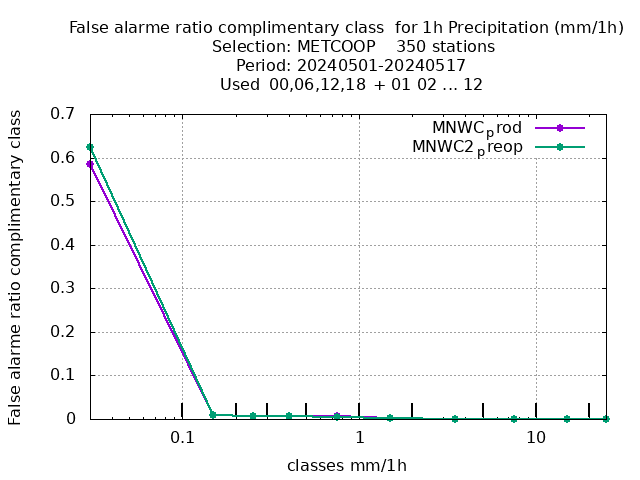 False alarme ratio complimentary class  for 1h Precipitation (mm/1h)
Selection: METCOOP    350 stations
Period: 20240501-20240517
Used  00,06,12,18  + 01 02 ... 12
MNWCprod
MNWC2preop
False alarme ratio complimentary class
0.7
0.6
0.5
0.4
0.3
0.2
0.1
0
0.1
1
10
classes mm/1h